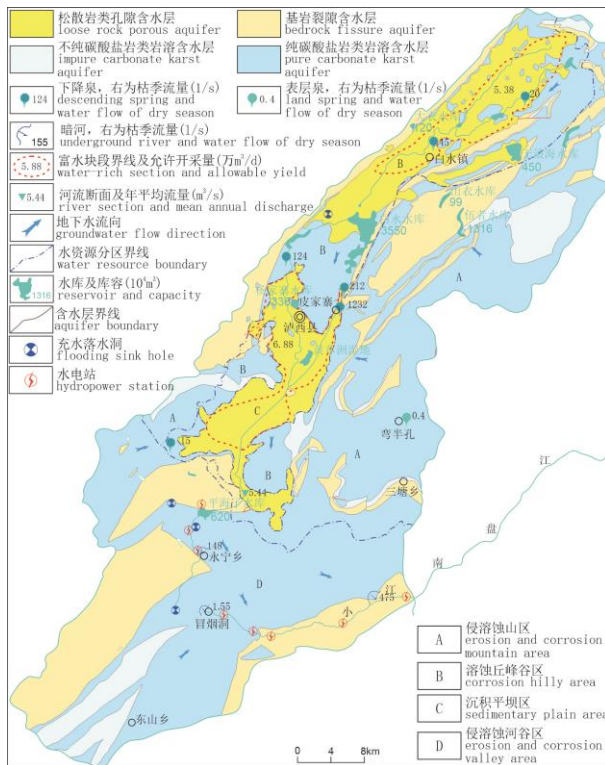 松散岩类孔隙含水层
loose rock porous aquifer
基岩裂隙含水层
bedrock fissure aquifer
不纯碳酸盐岩类岩溶含水层
impure carbonate karst
aquifer
纯碳酸盐岩类岩溶含水层
pure carbonate karst
aquifer
124
下降泉，右为枯季流量(1/s)
descending spring and
water flow of dry season
0.4
表层泉，右为枯季流量(1/s)
land spring and water
flow of dry season
155
暗河，右为枯季流量(1/s)
underground river and water flow of dry season
5.88
富水块段界线及允许开采量(万m³/d)
water-rich section and allowable yield
5.44
河流断面及年平均流量(m³/s)
river section and mean annual discharge
地下水流向
groundwater flow direction
水资源分区界线
water resource boundary
1316
水库及库容(10⁴m³)
reservoir and capacity
含水层界线
aquifer boundary
充水落水洞
flooding sink hole
水电站
hydropower station
5.38
20
120
45
B
白水镇
450
99
1316
3550
B
A
124
212
1232
皮家寨
泸西县
6.88
B
C
A
15
B
0.4
弯半孔
A
三塘乡
5.44
620
148
永宁乡
D
1.55
冒烟洞
小
江
475
南
盘
江
东山乡
0 4 8km
A
侵溶蚀山区
erosion and corrosion
mountain area
B
溶蚀丘峰谷区
corrosion hilly area
C
沉积平坝区
sedimentary plain area
D
侵溶蚀河谷区
erosion and corrosion
valley area